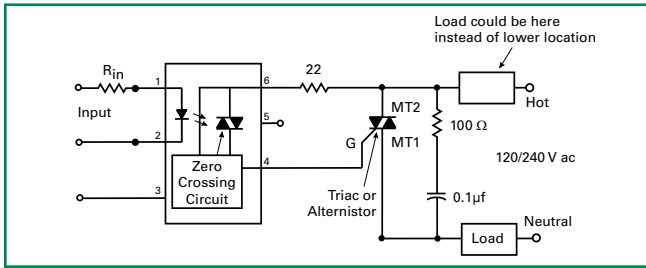 Load could be here
instead of lower location
Rin
1
6
22
Hot
Input
5
MT2
100 Ω
G
MT1
2
4
120/240 V ac
Zero
Crossing
Circuit
3
Triac or
Alternistor
0.1µf
Neutral
Load